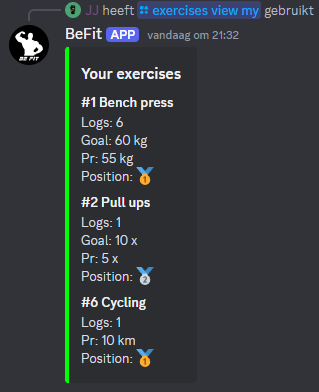 JJ heeft exercises view my gebruikt
BE FIT
BeFit APP vandaag om 21:32
Your exercises
#1 Bench press
Logs: 6
Goal: 60 kg
Pr: 55 kg
Position: 🥇
#2 Pull ups
Logs: 1
Goal: 10 x
Pr: 5 x
Position: 🥈
#6 Cycling
Logs: 1
Pr: 10 km
Position: 🥇